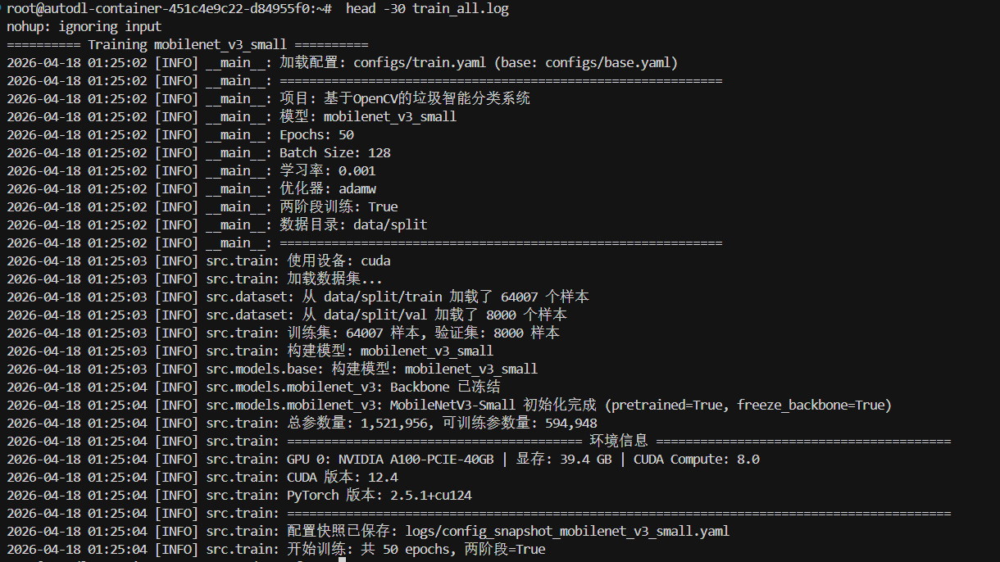 root@autodl-container-451c4e9c22-d84955f0:~# head -30 train_all.log
nohup: ignoring input
========== Training mobilenet_v3_small ==========
2026-04-18 01:25:02 [INFO] __main__: 加载配置: configs/train.yaml (base: configs/base.yaml)
2026-04-18 01:25:02 [INFO] __main__: ============================================================
2026-04-18 01:25:02 [INFO] __main__: 项目: 基于OpenCV的垃圾智能分类系统
2026-04-18 01:25:02 [INFO] __main__: 模型: mobilenet_v3_small
2026-04-18 01:25:02 [INFO] __main__: Epochs: 50
2026-04-18 01:25:02 [INFO] __main__: Batch Size: 128
2026-04-18 01:25:02 [INFO] __main__: 学习率: 0.001
2026-04-18 01:25:02 [INFO] __main__: 优化器: adamw
2026-04-18 01:25:02 [INFO] __main__: 两阶段训练: True
2026-04-18 01:25:02 [INFO] __main__: 数据目录: data/split
2026-04-18 01:25:02 [INFO] __main__: ============================================================
2026-04-18 01:25:03 [INFO] src.train: 使用设备: cuda
2026-04-18 01:25:03 [INFO] src.train: 加载数据集...
2026-04-18 01:25:03 [INFO] src.dataset: 从 data/split/train 加载了 64007 个样本
2026-04-18 01:25:03 [INFO] src.dataset: 从 data/split/val 加载了 8000 个样本
2026-04-18 01:25:03 [INFO] src.train: 训练集: 64007 样本, 验证集: 8000 样本
2026-04-18 01:25:03 [INFO] src.train: 构建模型: mobilenet_v3_small
2026-04-18 01:25:03 [INFO] src.models.base: 构建模型: mobilenet_v3_small
2026-04-18 01:25:04 [INFO] src.models.mobilenet_v3: Backbone 已冻结
2026-04-18 01:25:04 [INFO] src.models.mobilenet_v3: MobileNetV3-Small 初始化完成 (pretrained=True, freeze_backbone=True)
2026-04-18 01:25:04 [INFO] src.train: 总参数量: 1,521,956, 可训练参数量: 594,948
2026-04-18 01:25:04 [INFO] src.train: ======================================== 环境信息 ========================================
2026-04-18 01:25:04 [INFO] src.train: GPU 0: NVIDIA A100-PCIE-40GB | 显存: 39.4 GB | CUDA Compute: 8.0
2026-04-18 01:25:04 [INFO] src.train: CUDA 版本: 12.4
2026-04-18 01:25:04 [INFO] src.train: PyTorch 版本: 2.5.1+cu124
2026-04-18 01:25:04 [INFO] src.train: ==========================================================================================
2026-04-18 01:25:04 [INFO] src.train: 配置快照已保存: logs/config_snapshot_mobilenet_v3_small.yaml
2026-04-18 01:25:04 [INFO] src.train: 开始训练: 共 50 epochs, 两阶段=True